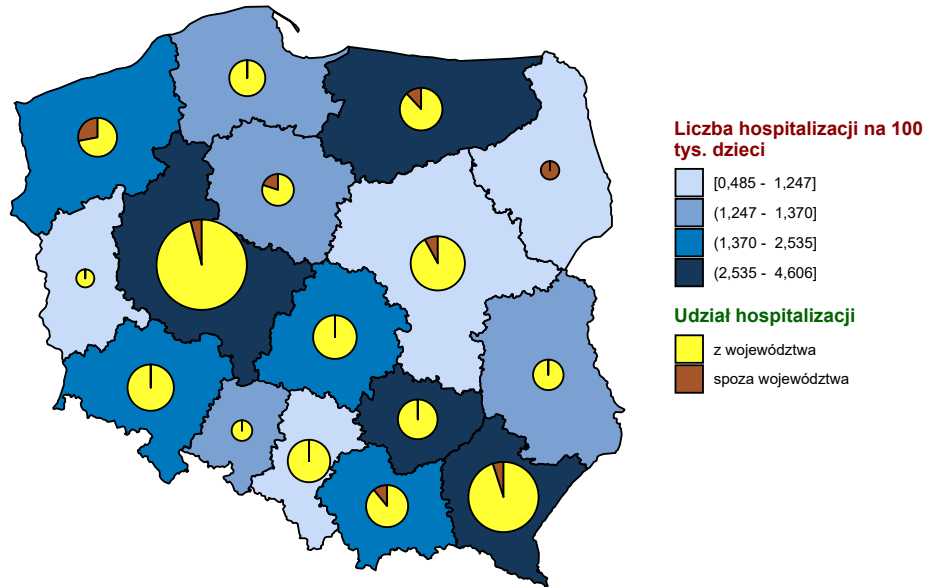 Liczba hospitalizacji na 100
tys. dzieci
[0,485 - 1,247]
(1,247 - 1,370]
(1,370 - 2,535]
(2,535 - 4,606]
Udział hospitalizacji
z województwa
spoza województwa